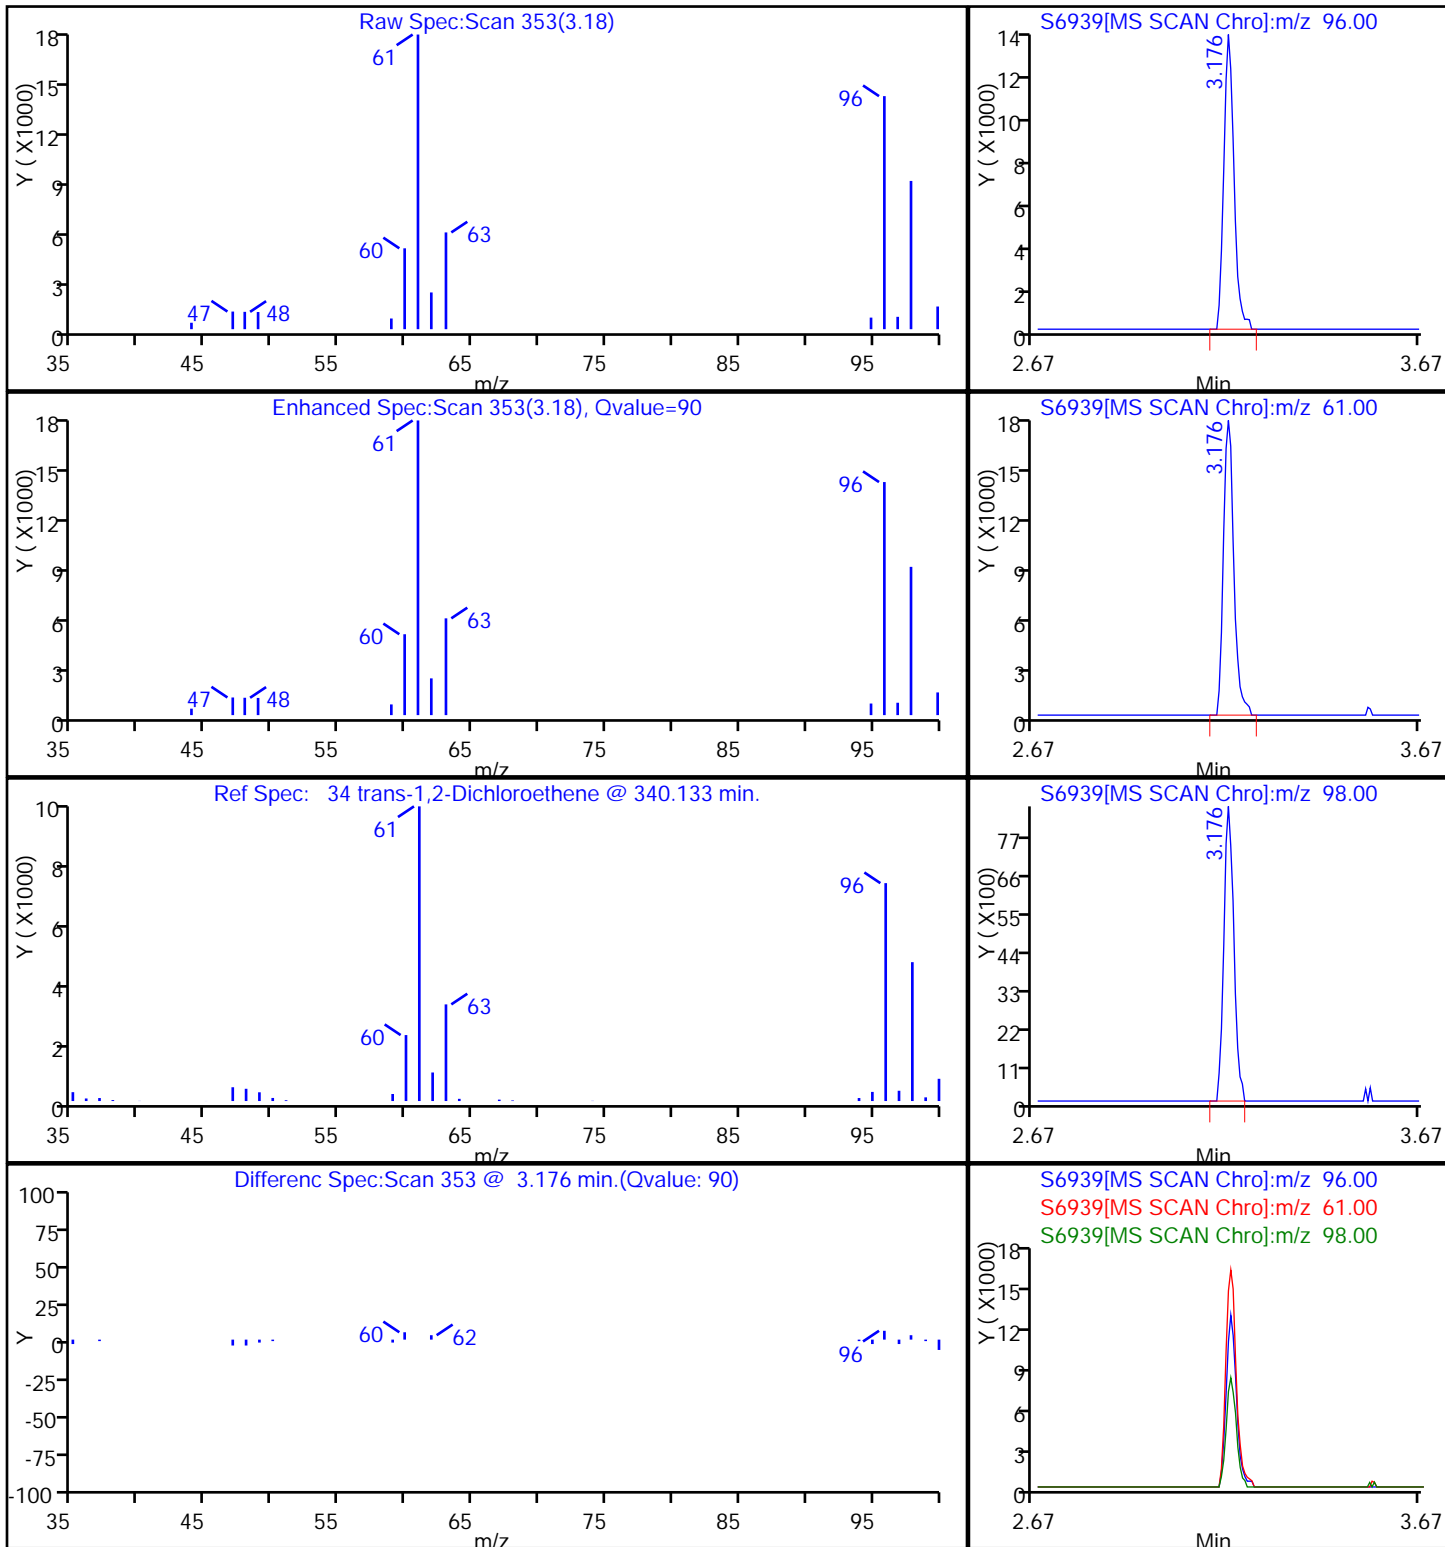 Raw Spec:Scan 353(3.18)
Y ( X1000)
18
15
12
9
6
3
0
61
96
60
63
47
48
35 45 55 65 75 85 95
m/z
S6939[MS SCAN Chro]:m/z 96.00
Y ( X1000)
14
12
10
8
6
4
2
0
3.176
2.67 3.67
Min
Enhanced Spec:Scan 353(3.18), Qvalue=90
Y ( X1000)
18
15
12
9
6
3
0
61
96
60
63
47
48
35 45 55 65 75 85 95
m/z
S6939[MS SCAN Chro]:m/z 61.00
Y ( X1000)
18
15
12
9
6
3
0
3.176
2.67 3.67
Min
Ref Spec: 34 trans-1,2-Dichloroethene @ 340.133 min.
Y ( X1000)
10
8
6
4
2
0
61
96
63
60
35 45 55 65 75 85 95
m/z
S6939[MS SCAN Chro]:m/z 98.00
Y ( X100)
77
66
55
44
33
22
11
0
3.176
2.67 3.67
Min
Differenc Spec:Scan 353 @ 3.176 min.(Qvalue: 90)
Y
100
75
50
25
0
-25
-50
-75
-100
60
62
96
35 45 55 65 75 85 95
m/z
S6939[MS SCAN Chro]:m/z 96.00
S6939[MS SCAN Chro]:m/z 61.00
S6939[MS SCAN Chro]:m/z 98.00
Y ( X1000)
18
15
12
9
6
3
0
2.67 3.67
Min